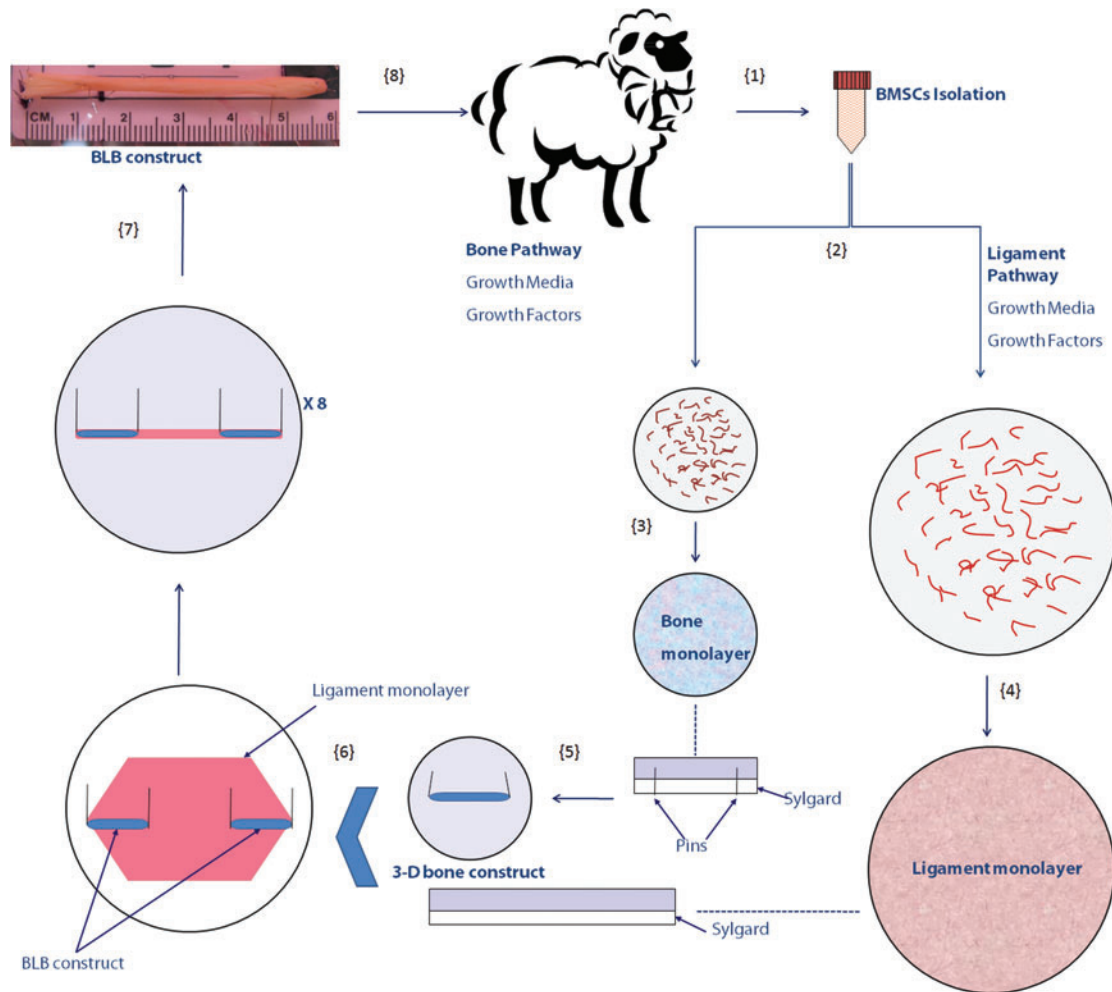 {8}
{1}
BMSCs Isolation
CM 1 2 3 4 5 6
BLB construct
{7}
{2}
Bone Pathway
Growth Media
Growth Factors
Ligament
Pathway
Growth Media
Growth Factors
X 8
{3}
Bone
monolayer
{4}
Ligament monolayer
{6}
{5}
Sylgard
Pins
3-D bone construct
Ligament monolayer
Sylgard
BLB construct